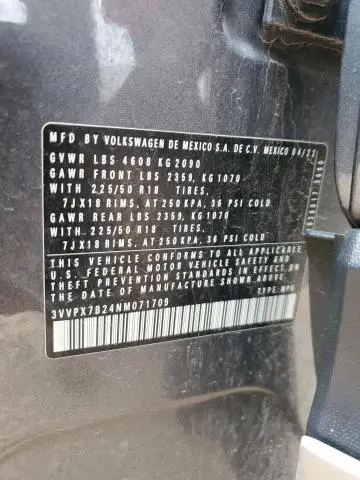 MFD BY VOLKSWAGEN DE MEXICO S.A. DE C.V. MEXICO 04/22
GVWR LBS 4608 KG 2090
GAWR FRONT LBS 2359, KG 1070
WITH 225/50 R18 TIRES,
7JX18 RIMS, AT 250 KPA, 36 PSI COLD
GAWR REAR LBS 2359, KG 1070
WITH 225/50 R18 TIRES,
7JX18 RIMS, AT 250 KPA, 36 PSI COLD
THIS VEHICLE CONFORMS TO ALL APPLICABLE
U.S. FEDERAL MOTOR VEHICLE SAFETY AND
THEFT PREVENTION STANDARDS IN EFFECT ON
THE DATE OF MANUFACTURE SHOWN ABOVE.
3VVPX7B24NM071709 TYPE: MPV